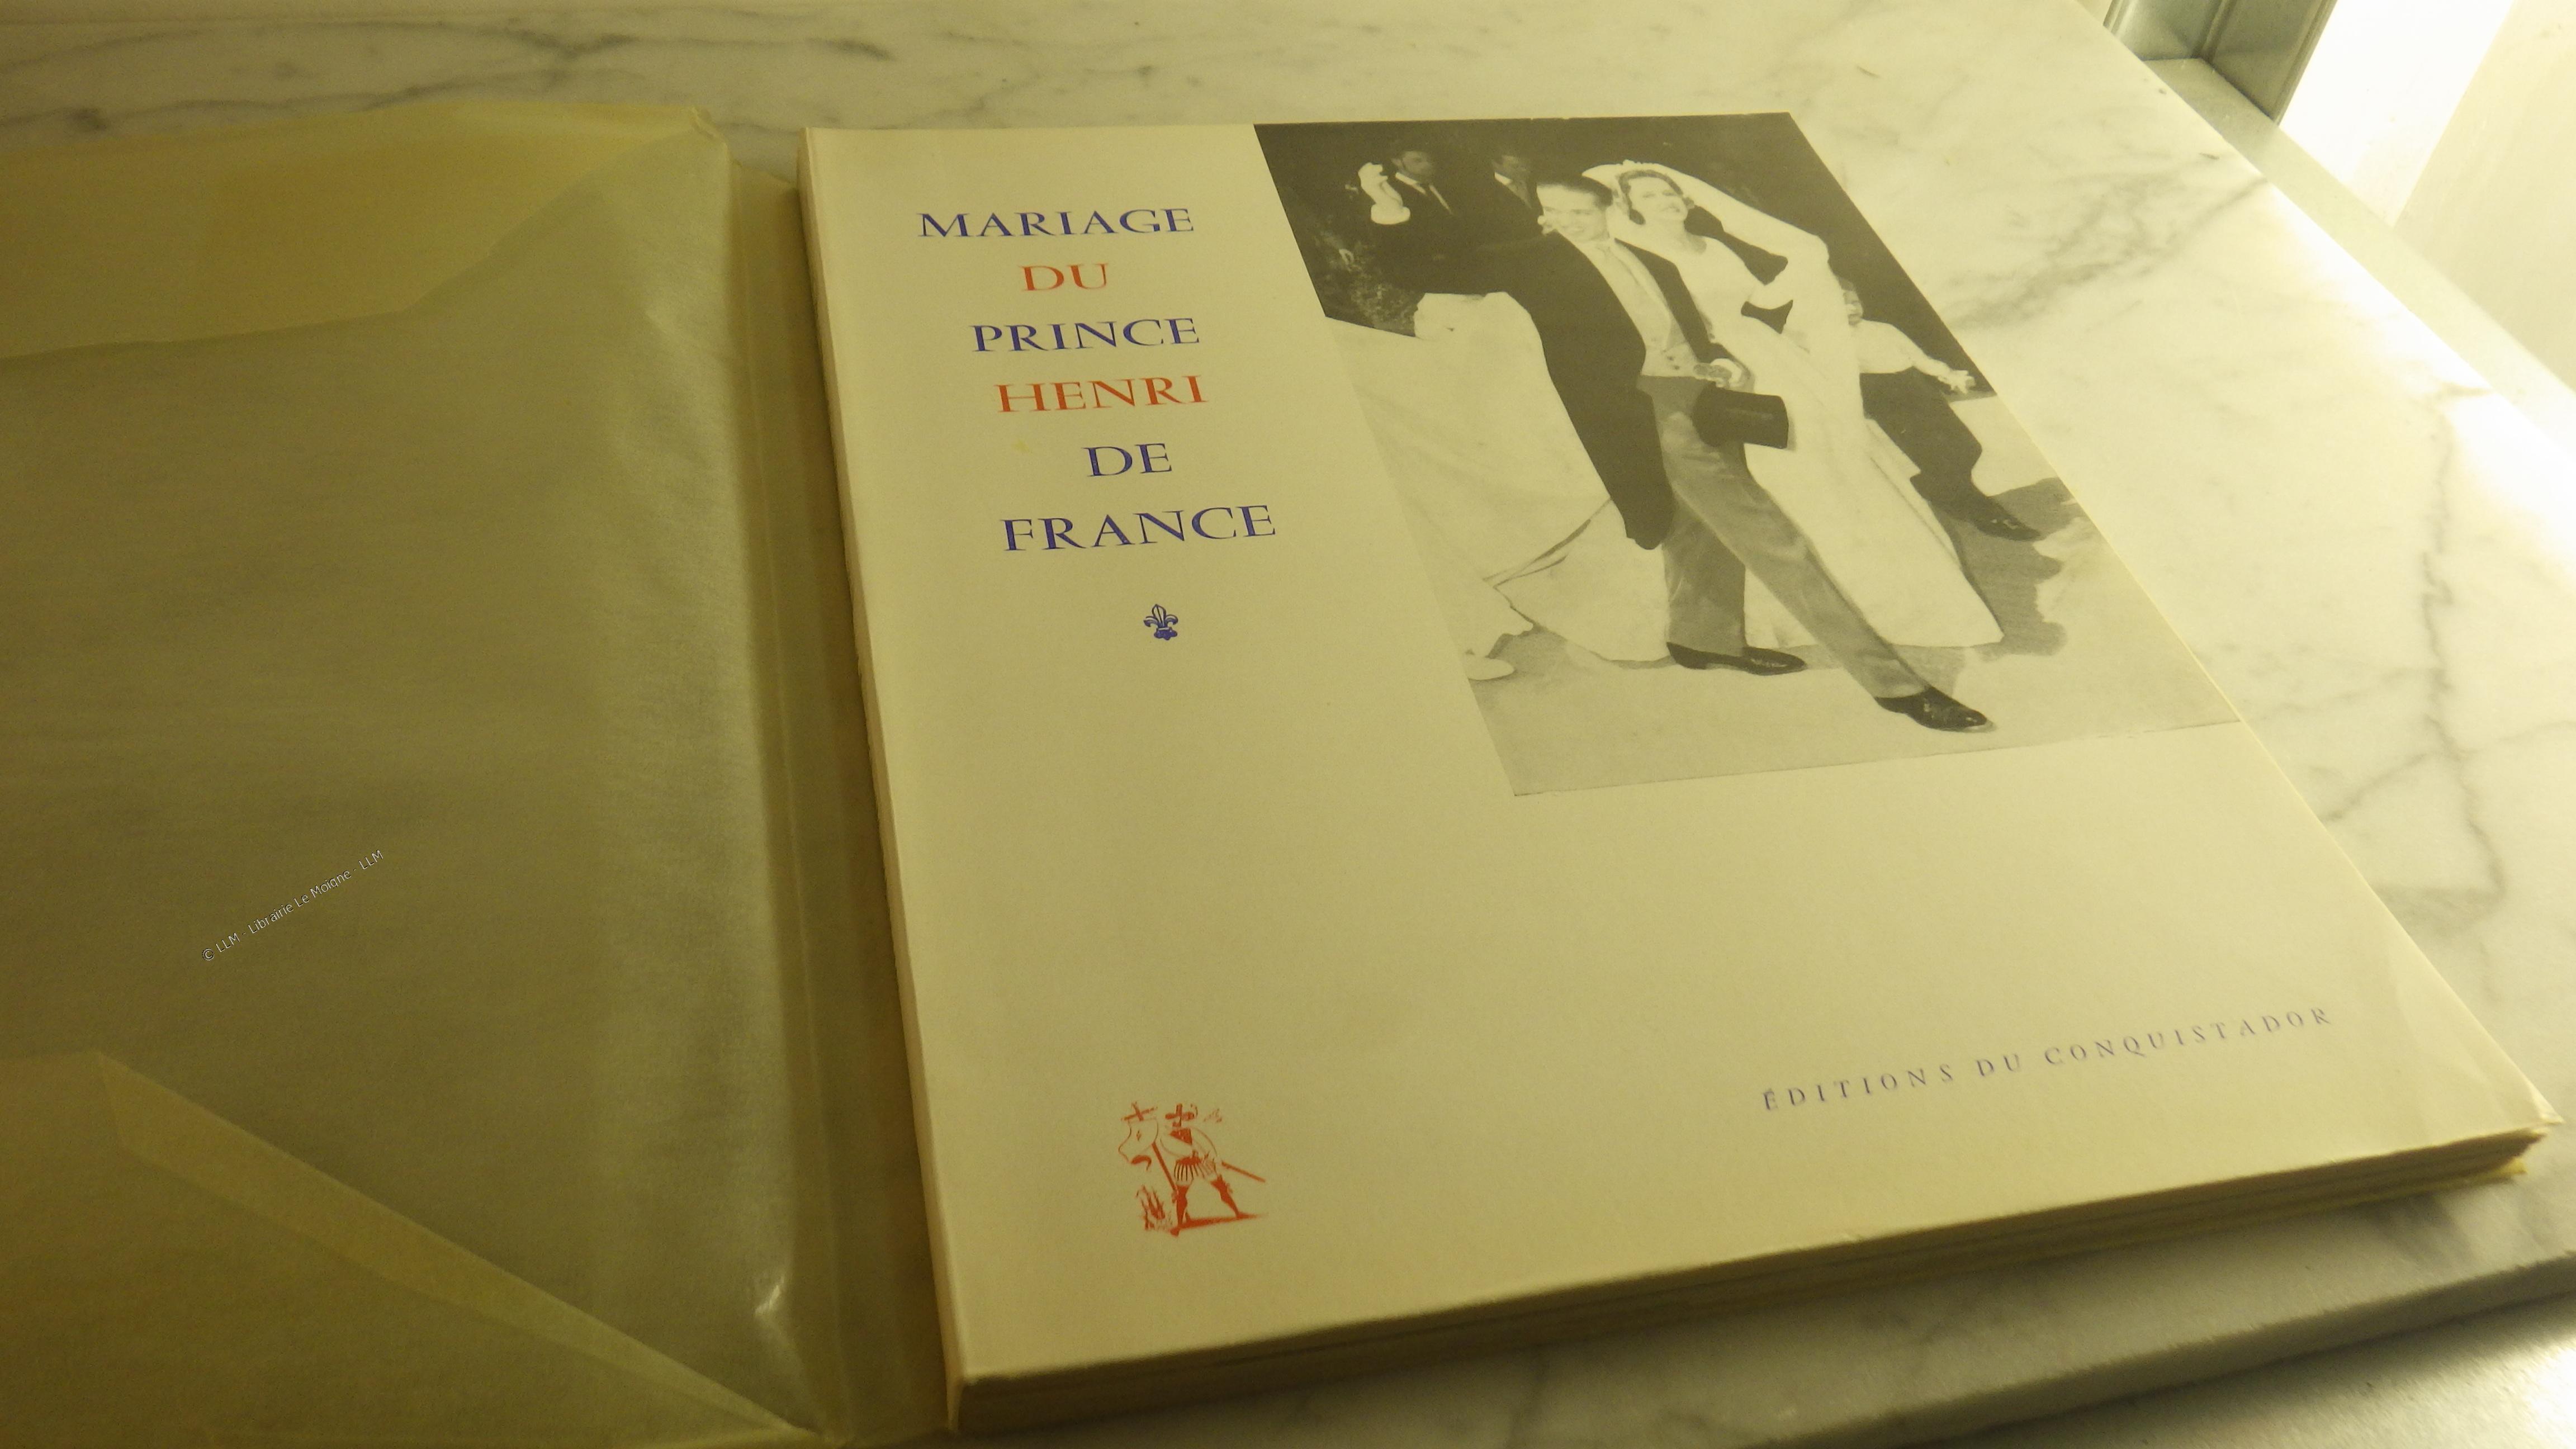 MARIAGE
DU
PRINCE
HENRI
DE
FRANCE
ÉDITIONS DU CONQUISTADOR
© LLM - Librairie Le Moigne - LLM